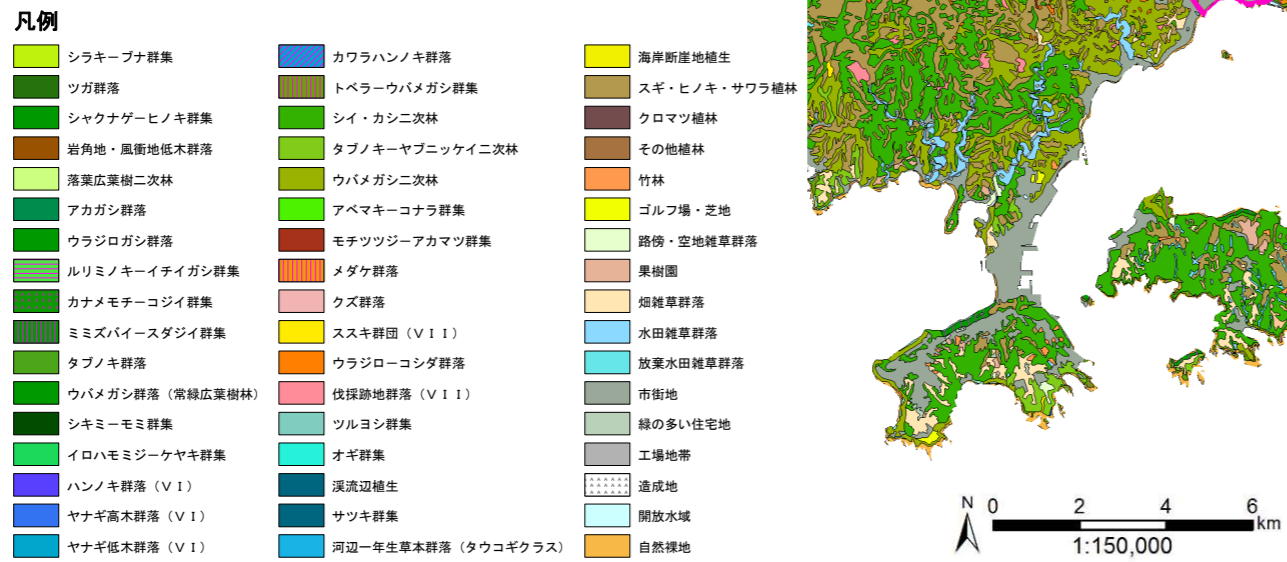 凡例
シラキーブナ群集
ツガ群落
シャクナゲーヒノキ群集
岩角地・風衝地低木群落
落葉広葉樹二次林
アカガシ群落
ウラジロガシ群落
ルリミノキーイチイガシ群集
カナメモチーコジイ群集
ミミズバイースダジイ群集
タブノキ群落
ウバメガシ群落（常緑広葉樹林）
シキミーモミ群集
イロハモミジーケヤキ群集
ハンノキ群落（ＶＩ）
ヤナギ高木群落（ＶＩ）
ヤナギ低木群落（ＶＩ）
カワラハンノキ群落
トベラーウバメガシ群集
シイ・カシ二次林
タブノキーヤブニッケイ二次林
ウバメガシ二次林
アベマキーコナラ群集
モチツツジーアカマツ群集
メダケ群落
クズ群落
ススキ群団（ＶＩＩ）
ウラジローコシダ群落
伐採跡地群落（ＶＩＩ）
ツルヨシ群集
オギ群集
渓流辺植生
サツキ群集
河辺一年生草本群落（タウコギクラス）
海岸断崖地植生
スギ・ヒノキ・サワラ植林
クロマツ植林
その他植林
竹林
ゴルフ場・芝地
路傍・空地雑草群落
果樹園
畑雑草群落
水田雑草群落
放棄水田雑草群落
市街地
緑の多い住宅地
工場地帯
造成地
開放水域
自然裸地
N
0 2 4 6
km
1:150,000